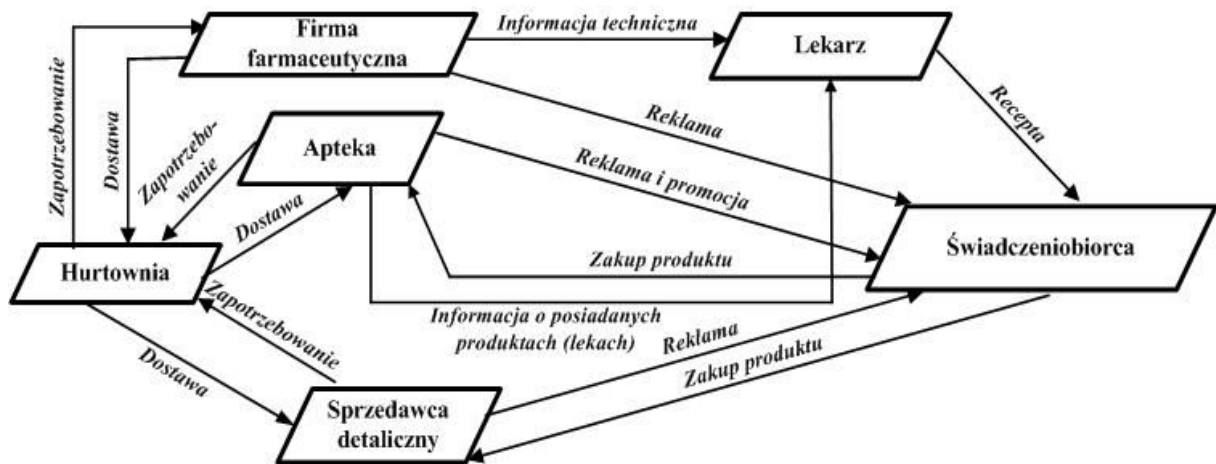 Firma
farmaceutyczna
Informacja techniczna
Lekarz
Zapotrzebowanie
Dostawa
Zapotrzebo-
wanie
Apteka
Reklama
Recepta
Reklama i promocja
Dostawa
Hurtownia
Zakup produktu
Świadczeniobiorca
Zapotrzebowanie
Informacja o posiadanych
produktach (lekach)
Reklama
Zakup produktu
Dostawa
Sprzedawca
detaliczny